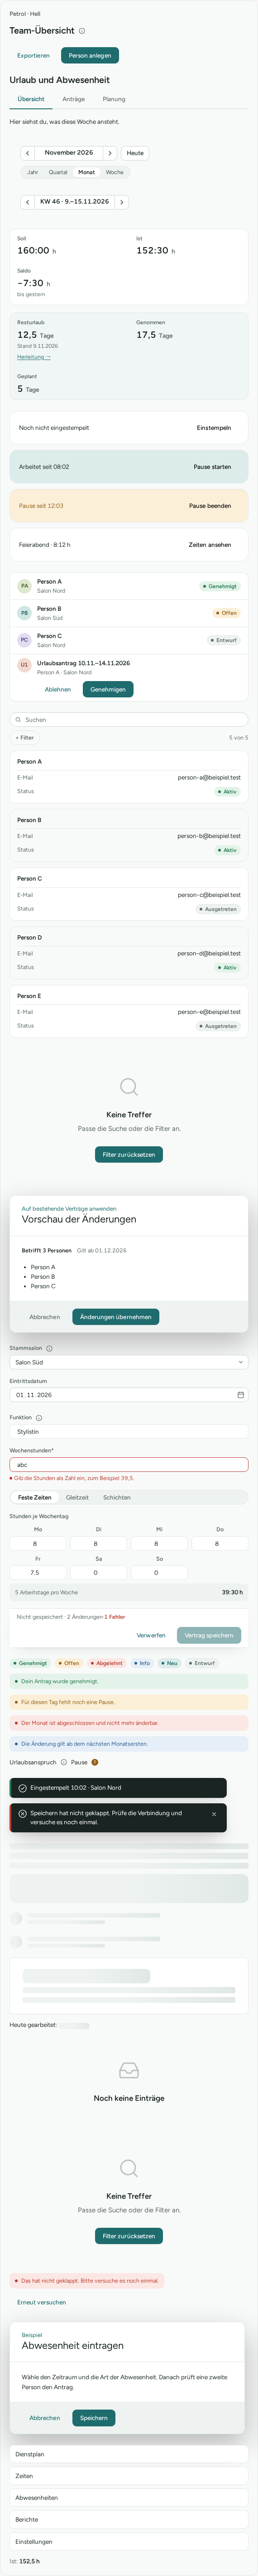 Petrol · Hell
Team-Übersicht
Exportieren
Person anlegen
Urlaub und Abwesenheit
Übersicht
Anträge
Planung
Hier siehst du, was diese Woche ansteht.
November 2026
Heute
Jahr
Quartal
Monat
Woche
KW 46 · 9.–15.11.2026
Soll
Ist
160:00 h
152:30 h
Saldo
−7:30 h
bis gestern
Resturlaub
Genommen
12,5 Tage
17,5 Tage
Stand 9.11.2026
Herleitung →
Geplant
5 Tage
Noch nicht eingestempelt
Einstempeln
Arbeitet seit 08:02
Pause starten
Pause seit 12:03
Pause beenden
Feierabend · 8:12 h
Zeiten ansehen
PA
Person A
Salon Nord
Genehmigt
PB
Person B
Salon Süd
Offen
PC
Person C
Salon Nord
Entwurf
U1
Urlaubsantrag 10.11.–14.11.2026
Person A · Salon Nord
Ablehnen
Genehmigen
Suchen
+ Filter
5 von 5
Person A
E-Mail
person-a@beispiel.test
Status
Aktiv
Person B
E-Mail
person-b@beispiel.test
Status
Aktiv
Person C
E-Mail
person-c@beispiel.test
Status
Ausgetreten
Person D
E-Mail
person-d@beispiel.test
Status
Aktiv
Person E
E-Mail
person-e@beispiel.test
Status
Ausgetreten
Keine Treffer
Passe die Suche oder die Filter an.
Filter zurücksetzen
Auf bestehende Verträge anwenden
Vorschau der Änderungen
Betrifft 3 Personen Gilt ab 01.12.2026
Person A
Person B
Person C
Abbrechen
Änderungen übernehmen
Stammsalon
Salon Süd
Eintrittsdatum
01. 11. 2026
Funktion
Stylistin
Wochenstunden*
abc
Gib die Stunden als Zahl ein, zum Beispiel 39,5.
Feste Zeiten
Gleitzeit
Schichten
Stunden je Wochentag
Mo
Di
Mi
Do
8
8
8
8
Fr
Sa
So
7.5
0
0
5 Arbeitstage pro Woche
39:30 h
Nicht gespeichert · 2 Änderungen · 1 Fehler
Verwerfen
Vertrag speichern
Genehmigt
Offen
Abgelehnt
Info
Neu
Entwurf
Dein Antrag wurde genehmigt.
Für diesen Tag fehlt noch eine Pause.
Der Monat ist abgeschlossen und nicht mehr änderbar.
Die Änderung gilt ab dem nächsten Monatsersten.
Urlaubsanspruch
Pause
Eingestempelt 10:02 · Salon Nord
Speichern hat nicht geklappt. Prüfe die Verbindung und
versuche es noch einmal.
Heute gearbeitet:
Noch keine Einträge
Keine Treffer
Passe die Suche oder die Filter an.
Filter zurücksetzen
Das hat nicht geklappt. Bitte versuche es noch einmal.
Erneut versuchen
Beispiel
Abwesenheit eintragen
Wähle den Zeitraum und die Art der Abwesenheit. Danach prüft eine zweite
Person den Antrag.
Abbrechen
Speichern
Dienstplan
Zeiten
Abwesenheiten
Berichte
Einstellungen
Ist: 152,5 h